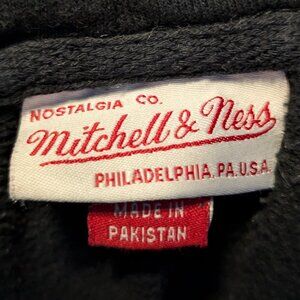 NOSTALGIA CO.
Mitchell & Ness
PHILADELPHIA, PA. U.S.A.
MADE IN
PAKISTAN